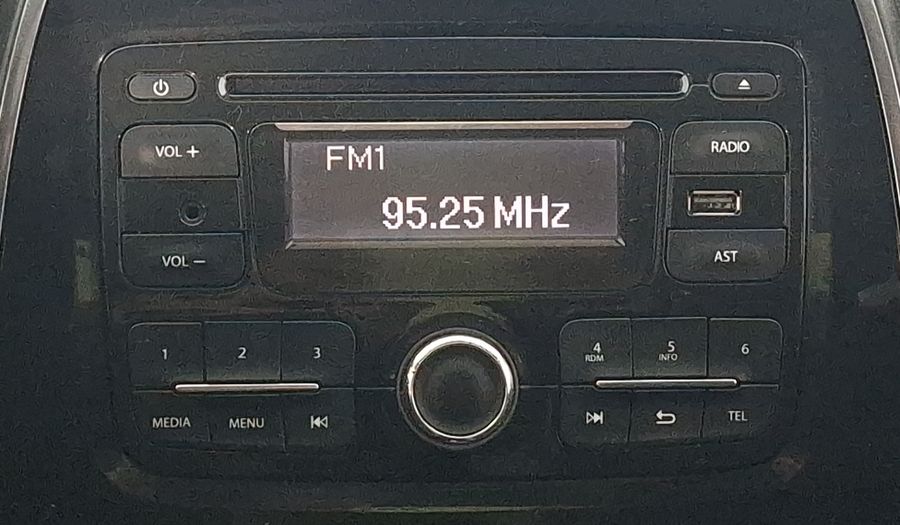 VOL +
RADIO
FM1
95.25 MHz
VOL –
AST
1 2 3
4 RDM
5 INFO
6
MEDIA MENU
TEL